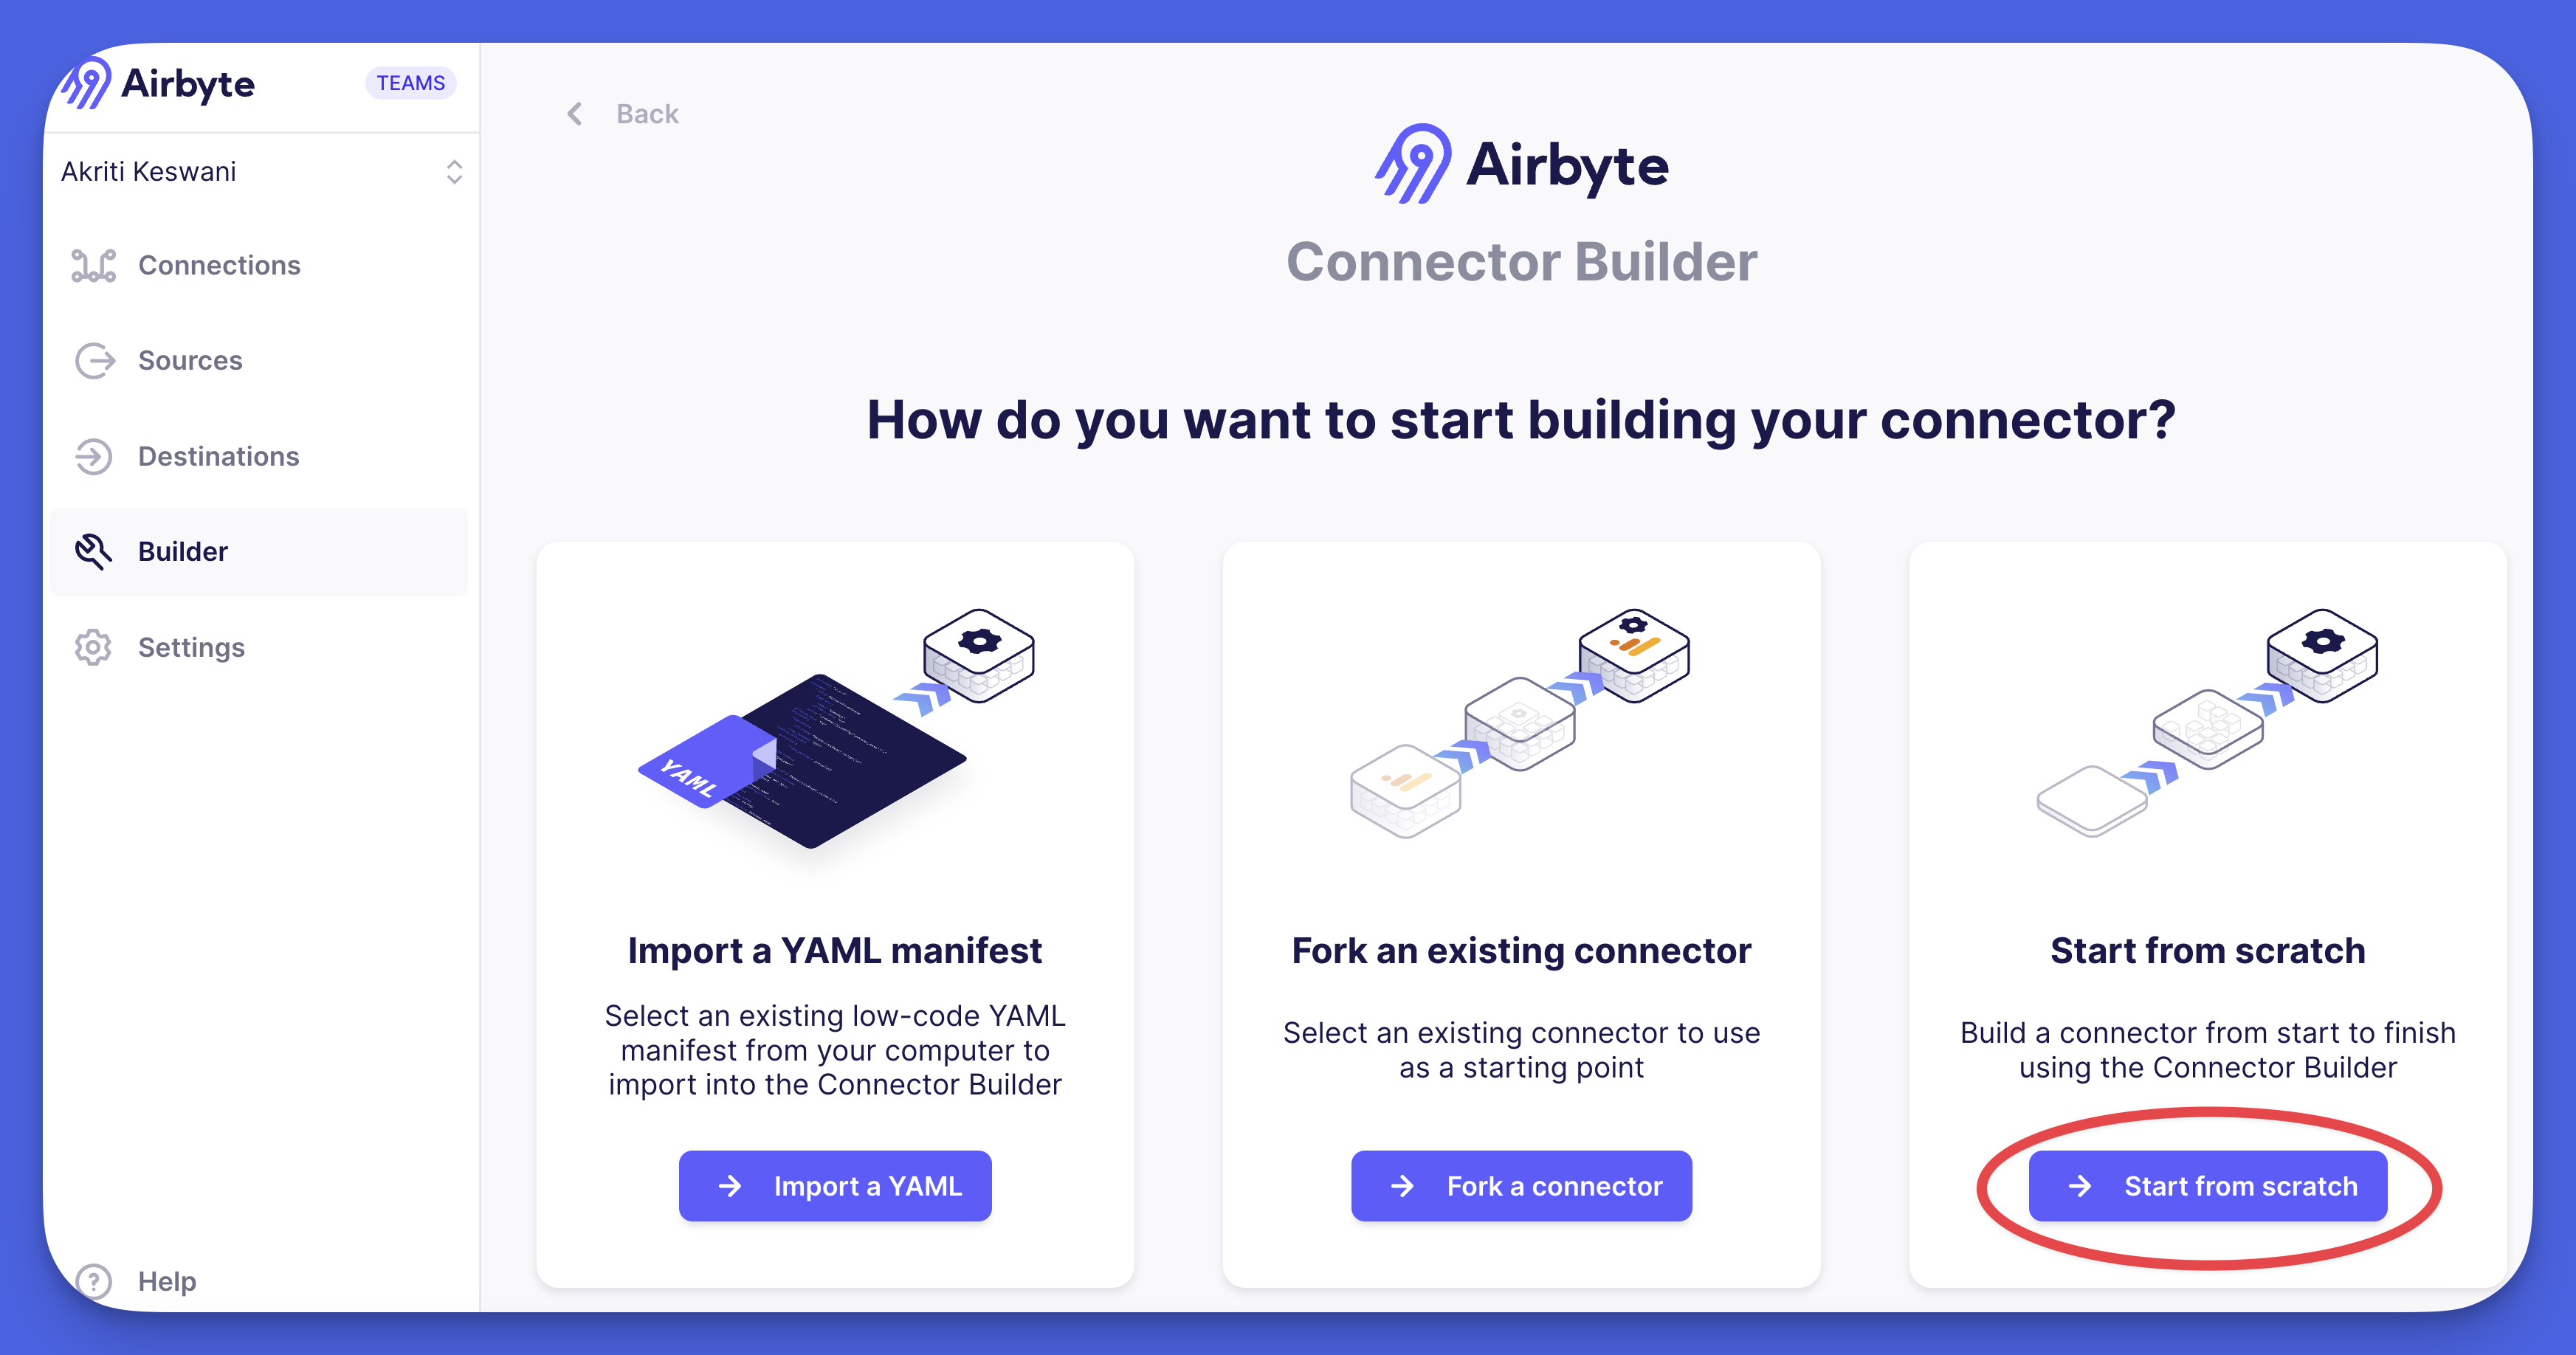 Airbyte
TEAMS
Akriti Keswani
Connections
Sources
Destinations
Builder
Settings
Help
Back
Airbyte
Connector Builder
How do you want to start building your connector?
YAML
Import a YAML manifest
Select an existing low-code YAML
manifest from your computer to
import into the Connector Builder
Import a YAML
Fork an existing connector
Select an existing connector to use
as a starting point
Fork a connector
Start from scratch
Build a connector from start to finish
using the Connector Builder
Start from scratch